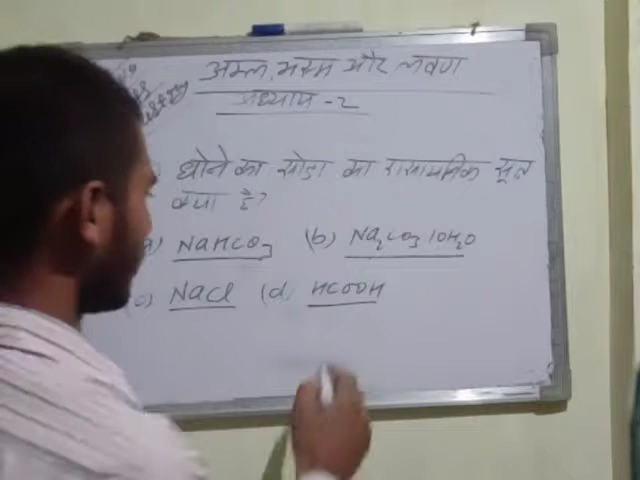 अम्ल, भस्म और लवण
अध्याय - 2
धोने का सोडा का रासायनिक सूत्र
क्या है?
a) NaHCO3 (b) Na2CO3 10H2O
(c) NaCl (d) HCOOH